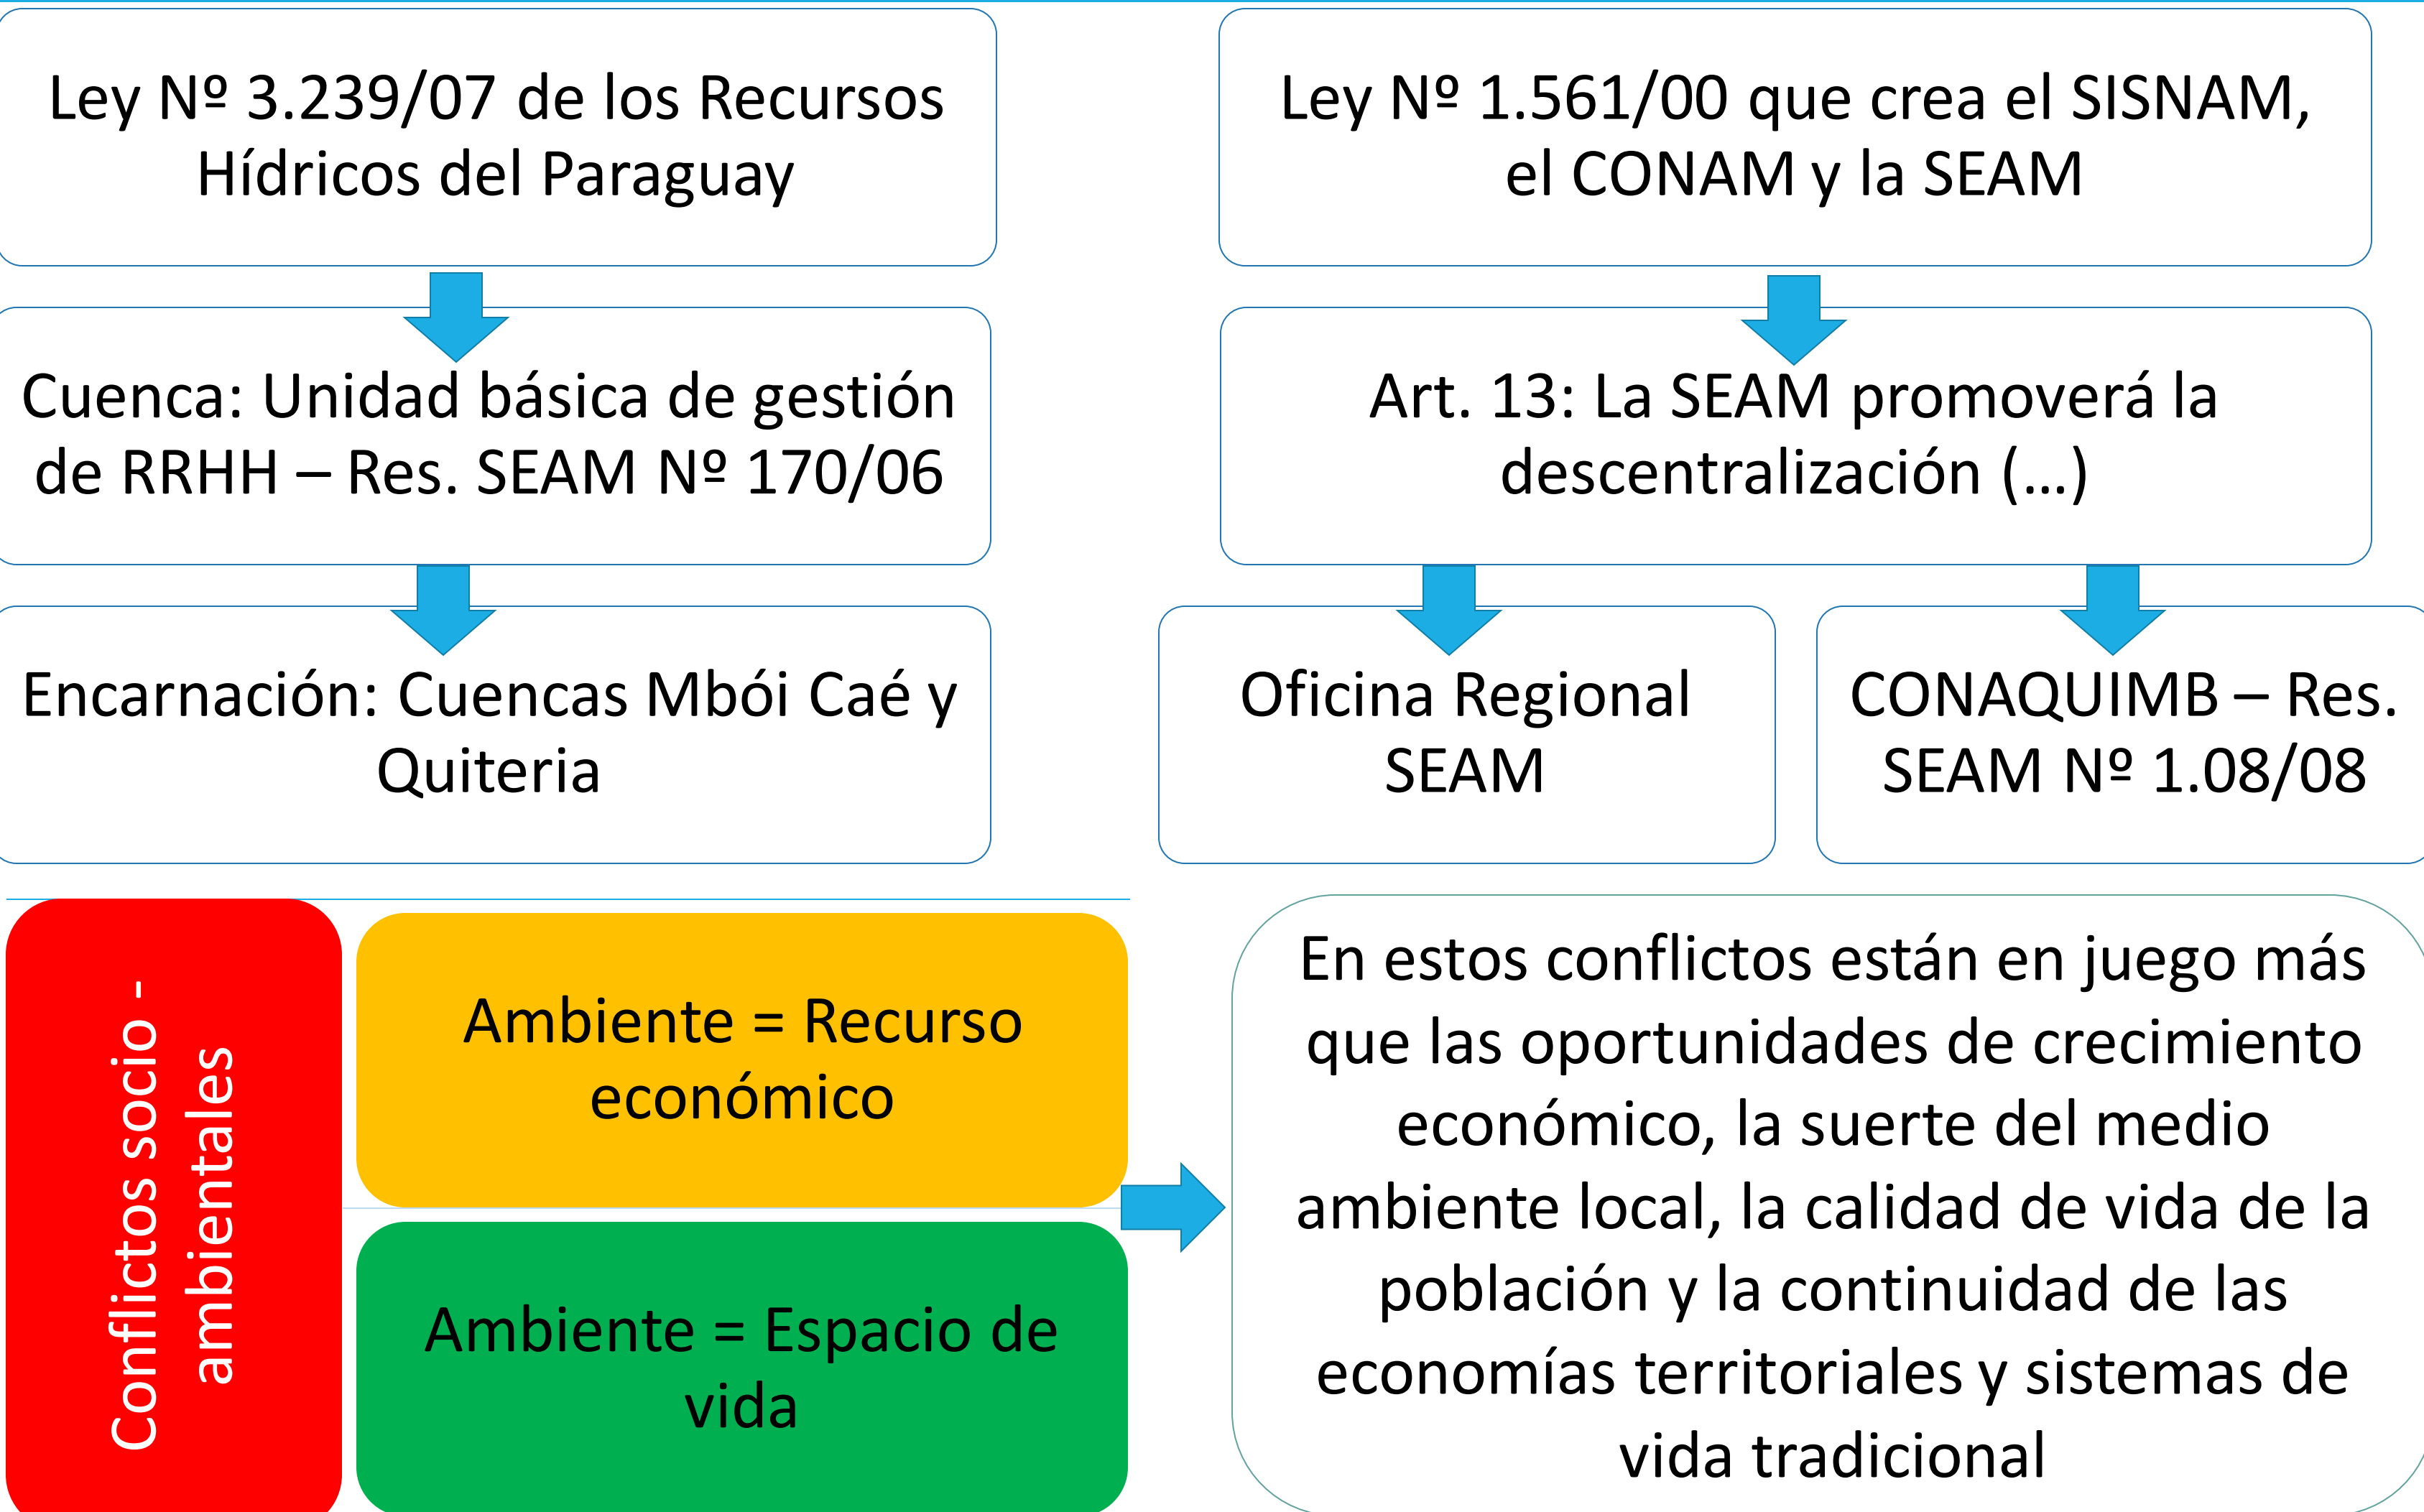 Ley Nº 3.239/07 de los Recursos
Hídricos del Paraguay
Ley Nº 1.561/00 que crea el SISNAM,
el CONAM y la SEAM
Cuenca: Unidad básica de gestión
de RRHH – Res. SEAM Nº 170/06
Art. 13: La SEAM promoverá la
descentralización (…)
Encarnación: Cuencas Mbói Caé y
Quiteria
Oficina Regional
SEAM
CONAQUIMB – Res.
SEAM Nº 1.08/08
Conflictos socio -
ambientales
Ambiente = Recurso
económico
Ambiente = Espacio de
vida
En estos conflictos están en juego más
que las oportunidades de crecimiento
económico, la suerte del medio
ambiente local, la calidad de vida de la
población y la continuidad de las
economías territoriales y sistemas de
vida tradicional